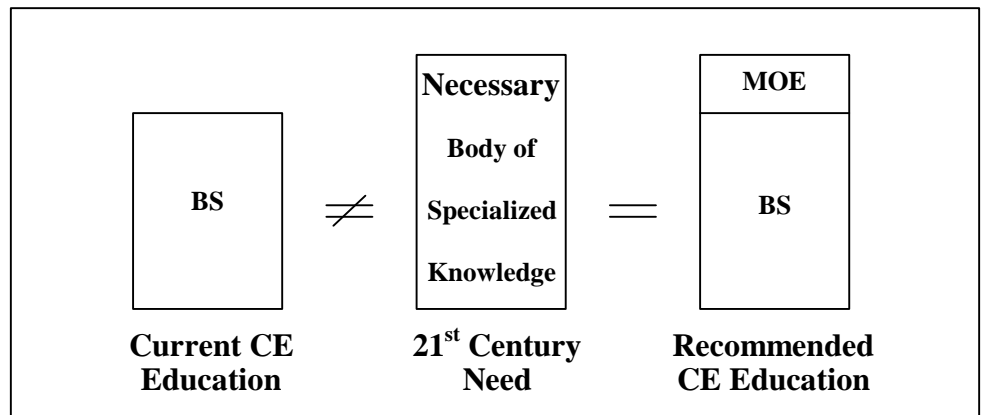 BS
≠
Necessary
Body of
Specialized
Knowledge
=
MOE
BS
Current CE
Education
21st Century
Need
Recommended
CE Education